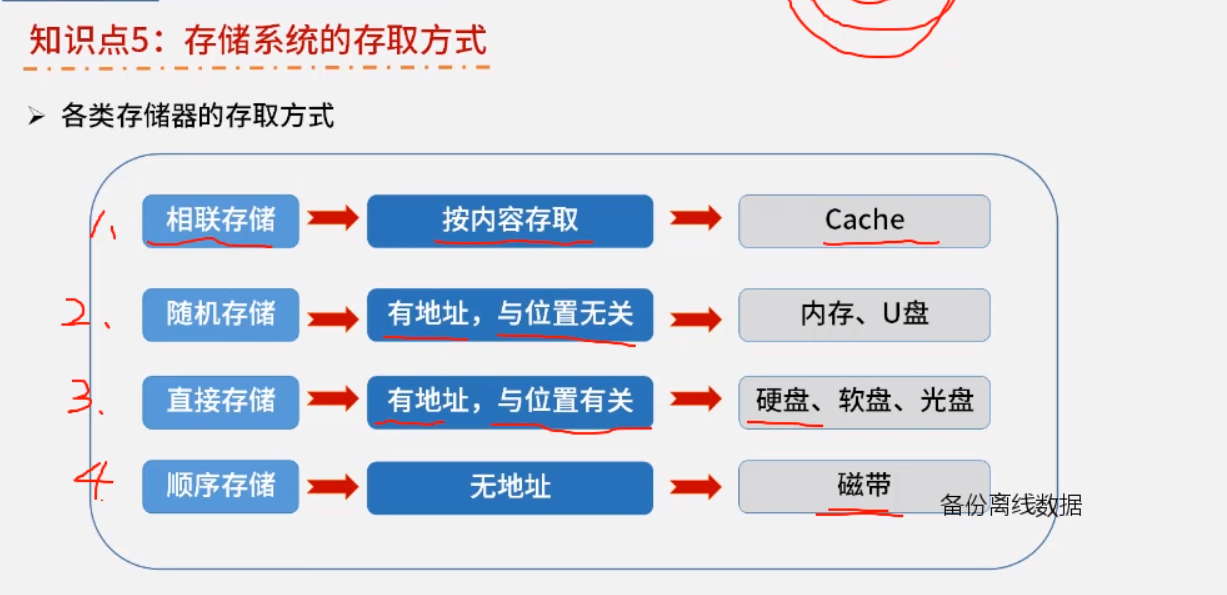 知识点5：存储系统的存取方式
➢ 各类存储器的存取方式
1、 相联存储 按内容存取 Cache
2、 随机存储 有地址，与位置无关 内存、U盘
3、 直接存储 有地址，与位置有关 硬盘、软盘、光盘
4. 顺序存储 无地址 磁带
备份离线数据